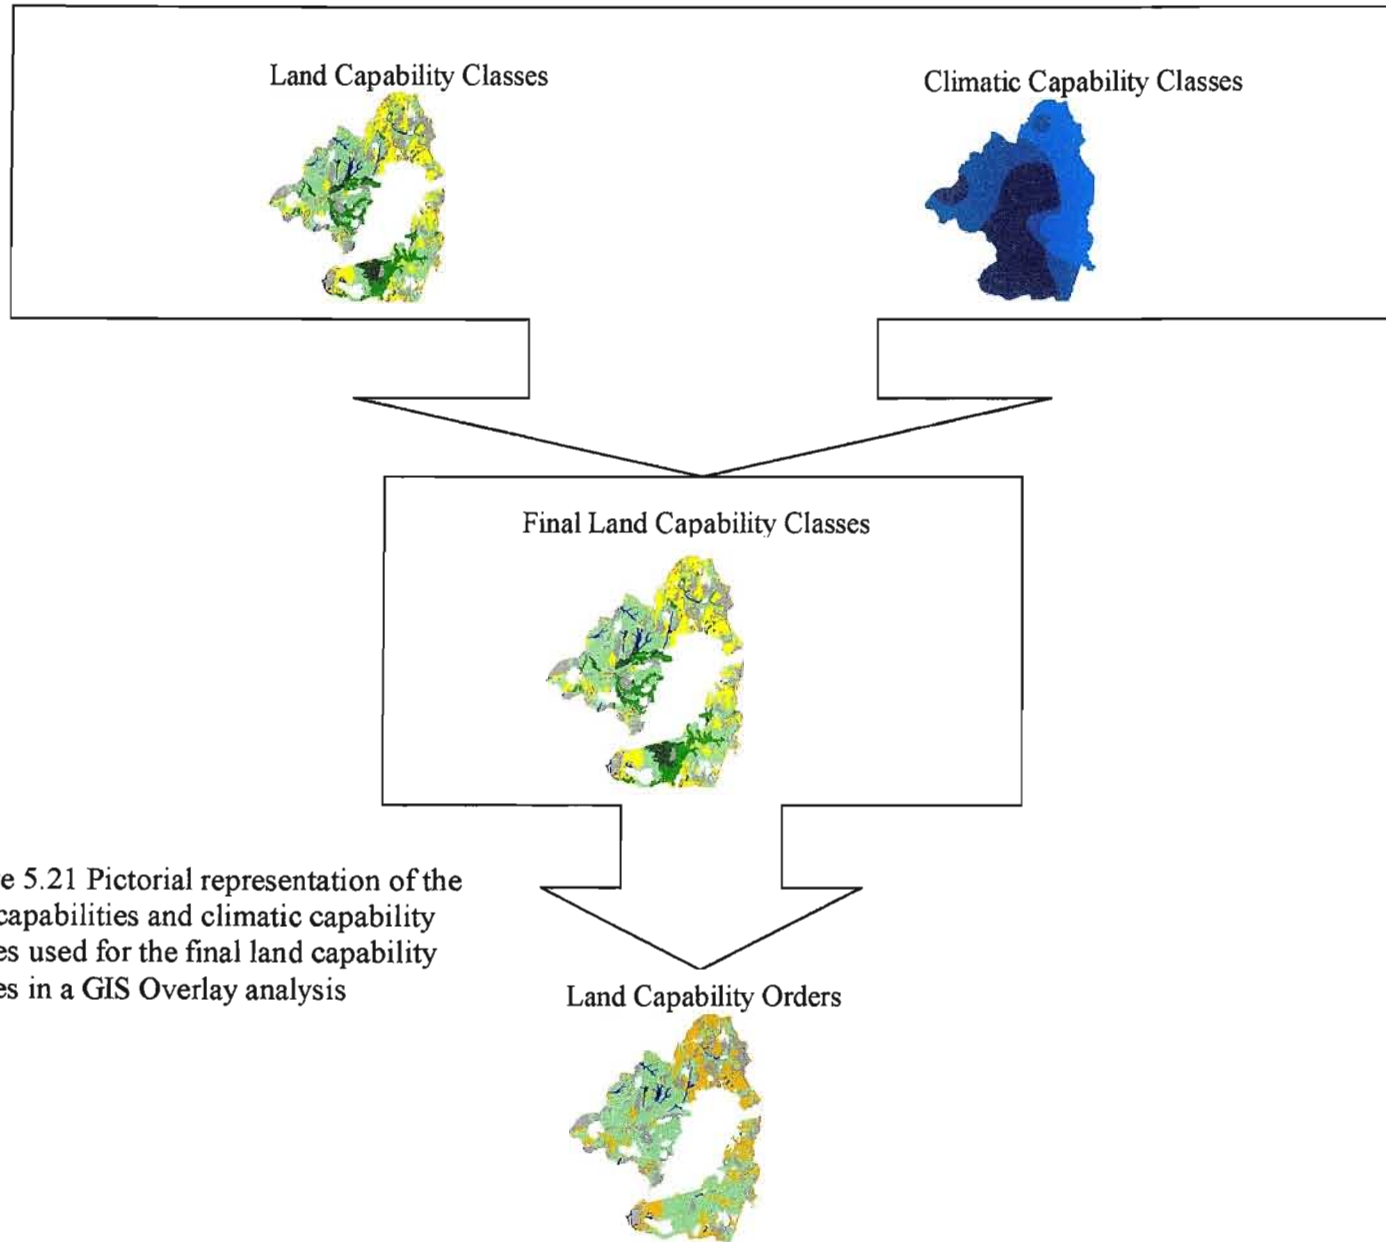 Land Capability Classes
Climatic Capability Classes
Final Land Capability Classes
e 5.21 Pictorial representation of the
capabilities and climatic capability
es used for the final land capability
es in a GIS Overlay analysis
Land Capability Orders